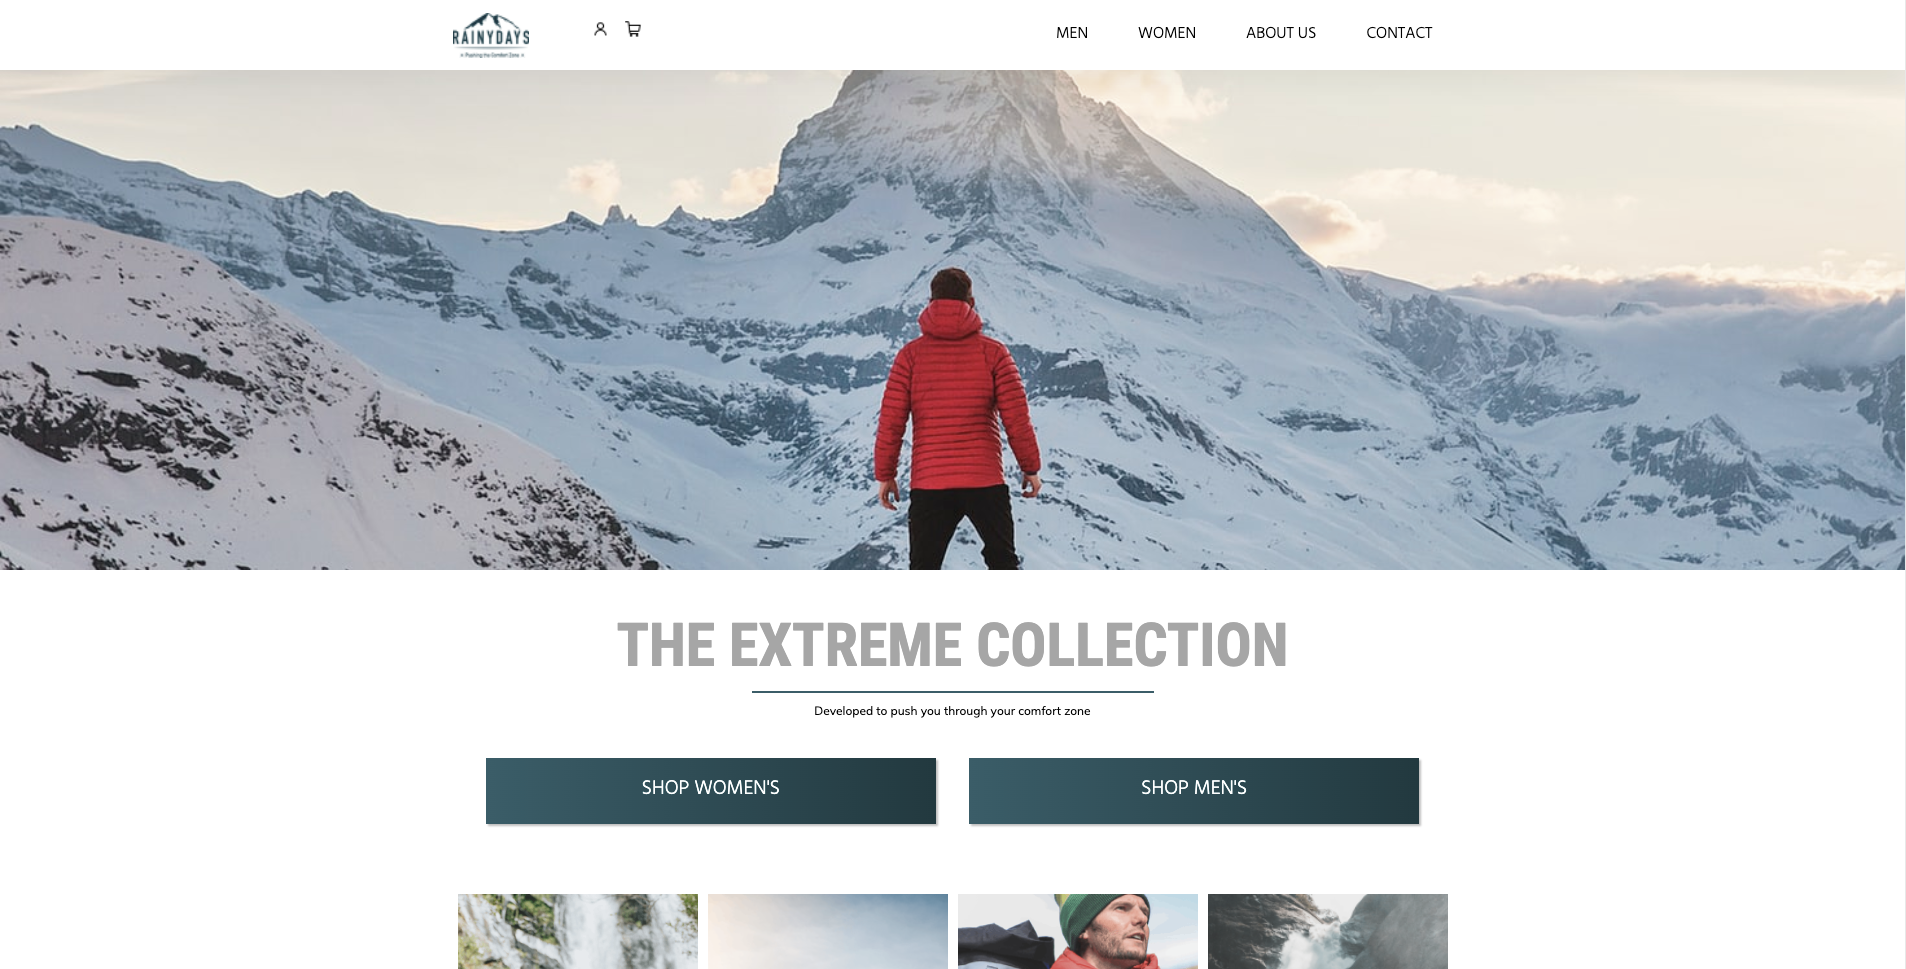 RAINYDAYS
Pushing the Comfort Zone
MEN
WOMEN
ABOUT US
CONTACT
THE EXTREME COLLECTION
Developed to push you through your comfort zone
SHOP WOMEN'S
SHOP MEN'S